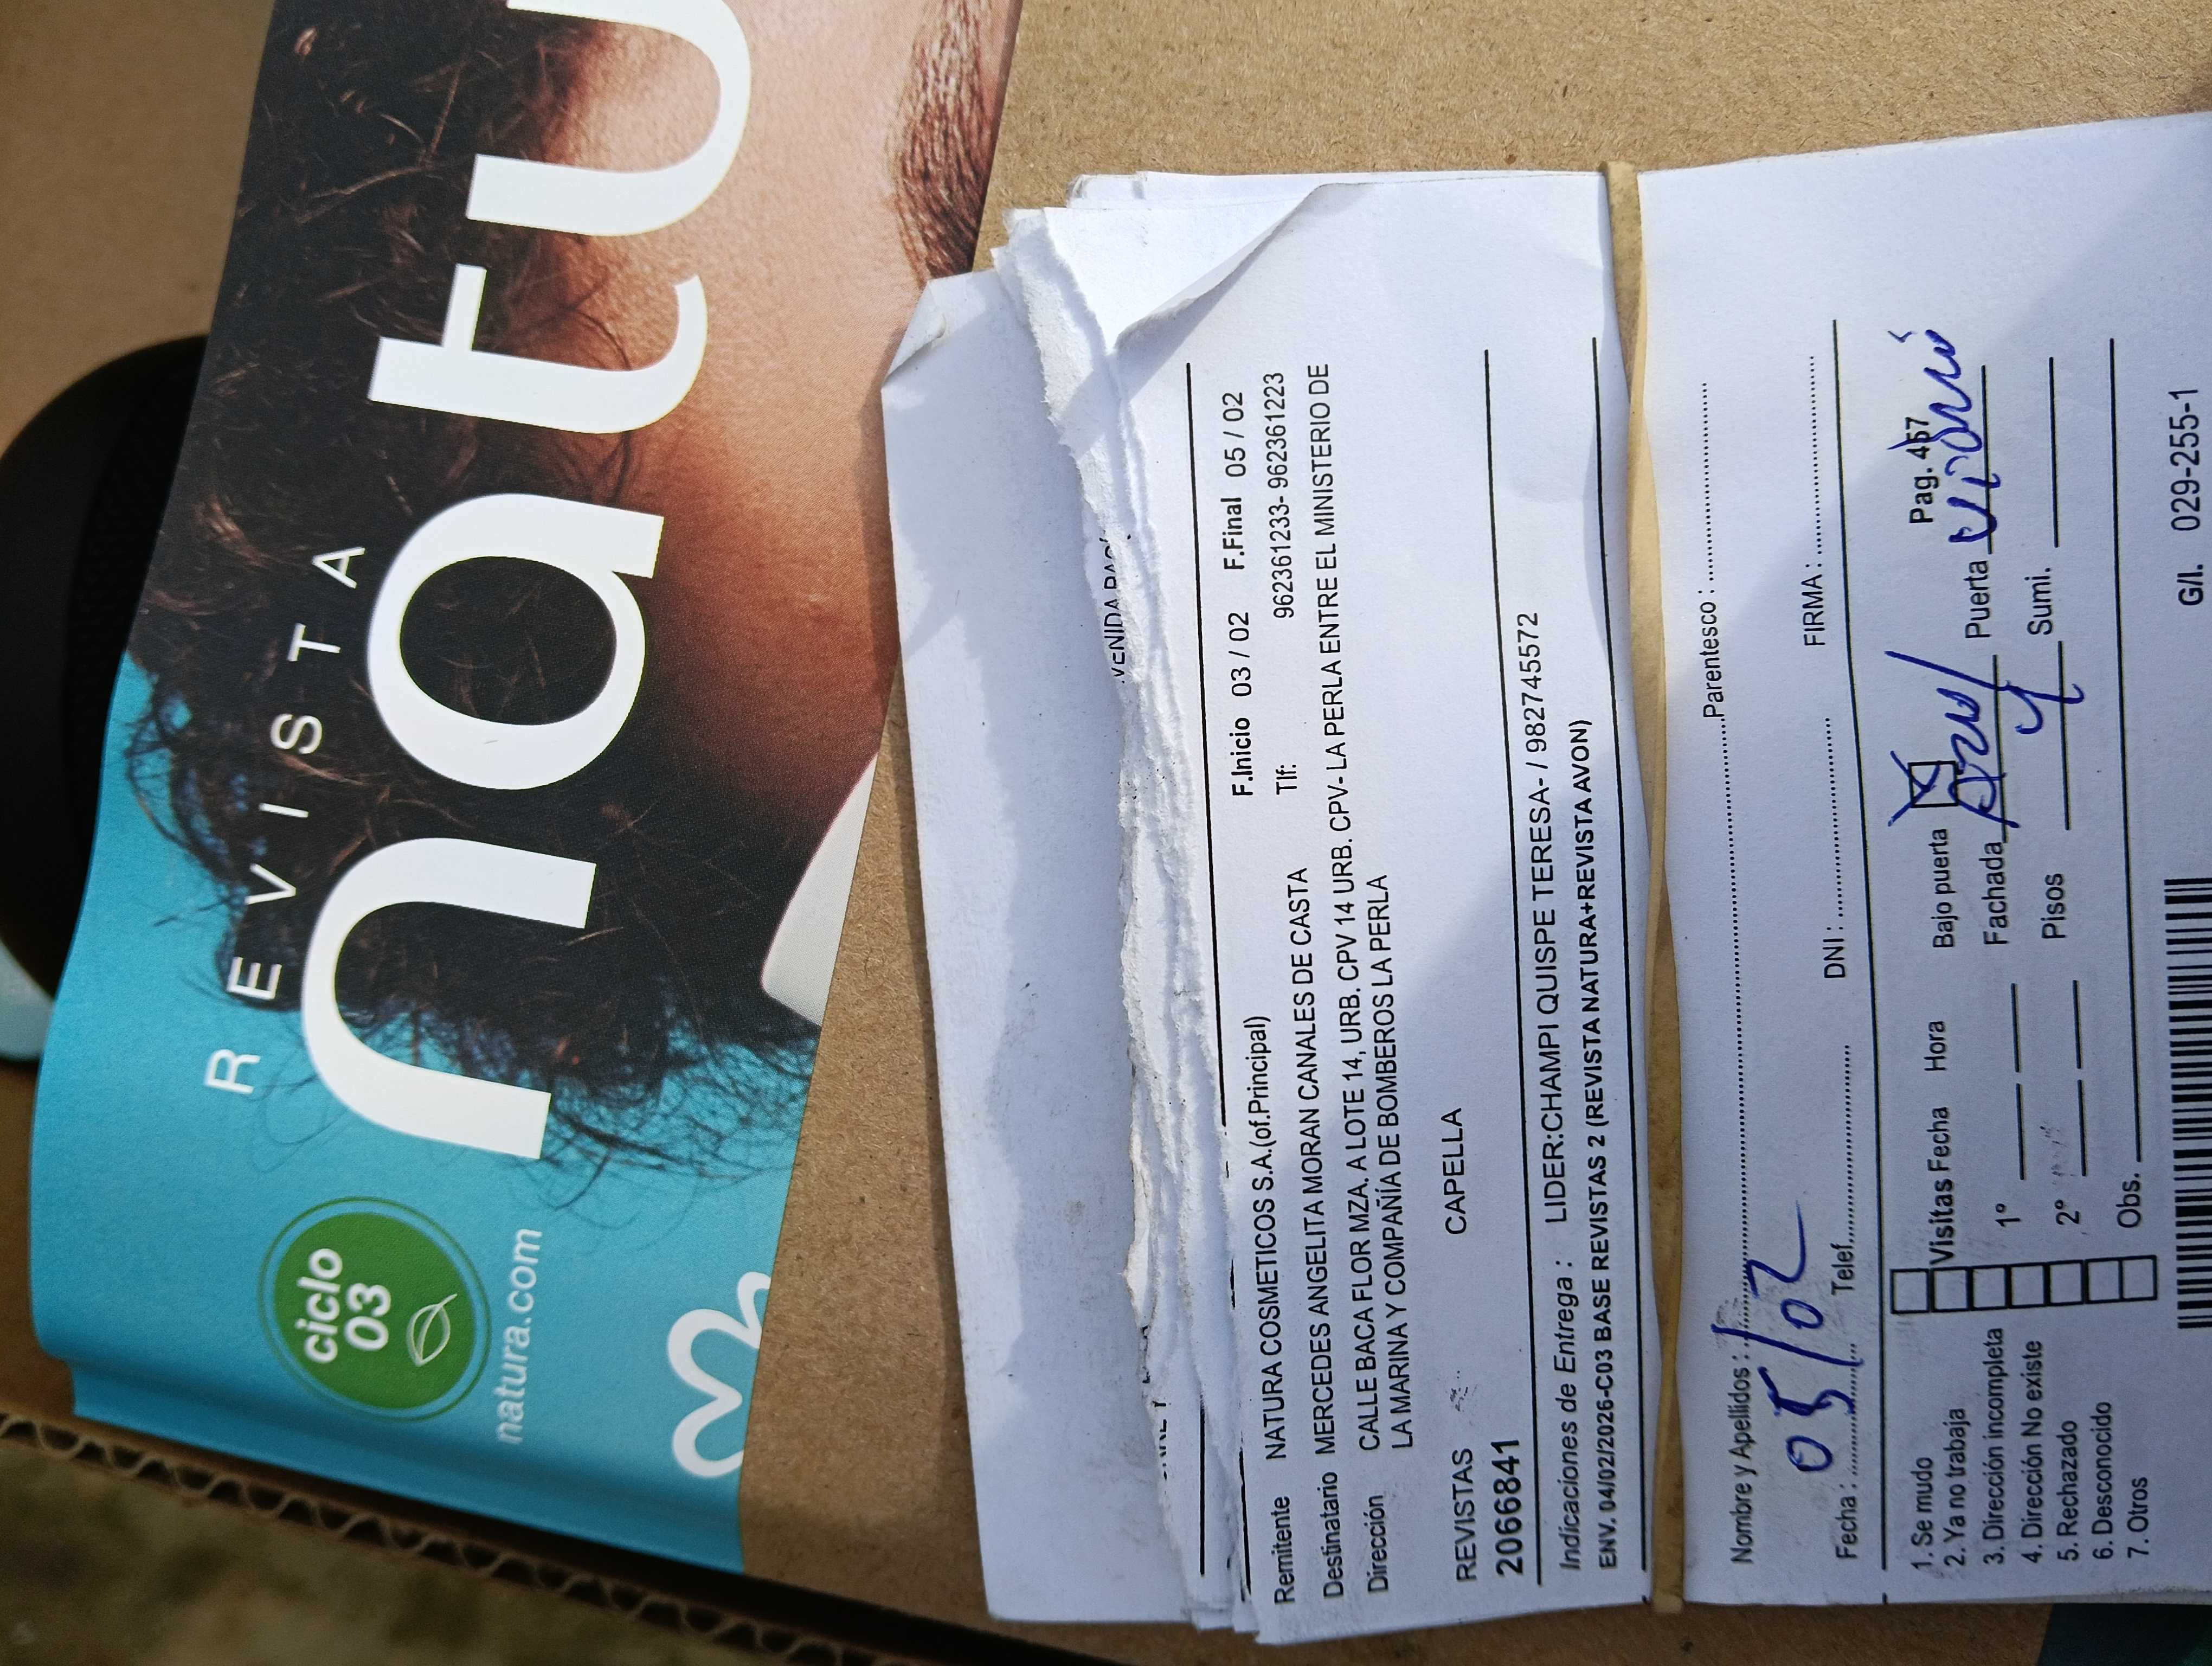 REVISTA
natu
ciclo
03
natura.com
F.Inicio 03 / 02 F.Final 05 / 02
Remitente NATURA COSMETICOS S.A.(of.Principal) Tlf: 962361233- 962361223
Destinatario MERCEDES ANGELITA MORAN CANALES DE CASTA
Dirección CALLE BACA FLOR MZA. A LOTE 14, URB. CPV 14 URB. CPV- LA PERLA ENTRE EL MINISTERIO DE
LA MARINA Y COMPAÑÍA DE BOMBEROS LA PERLA
REVISTAS CAPELLA
2066841
Indicaciones de Entrega : LIDER:CHAMPI QUISPE TERESA- / 982745572
ENV. 04/02/2026-C03 BASE REVISTAS 2 (REVISTA NATURA+REVISTA AVON)
Nombre y Apellidos : Parentesco :
Fecha : 05/02 Telef. DNI : FIRMA :
Pag. 457
1. Se mudo Visitas Fecha Hora Bajo puerta
2. Ya no trabaja
3. Dirección incompleta 1º Fachada Puerta
4. Dirección No existe
5. Rechazado 2º Pisos 4 Sumi.
6. Desconocido
7. Otros Obs.
G/l. 029-255-1